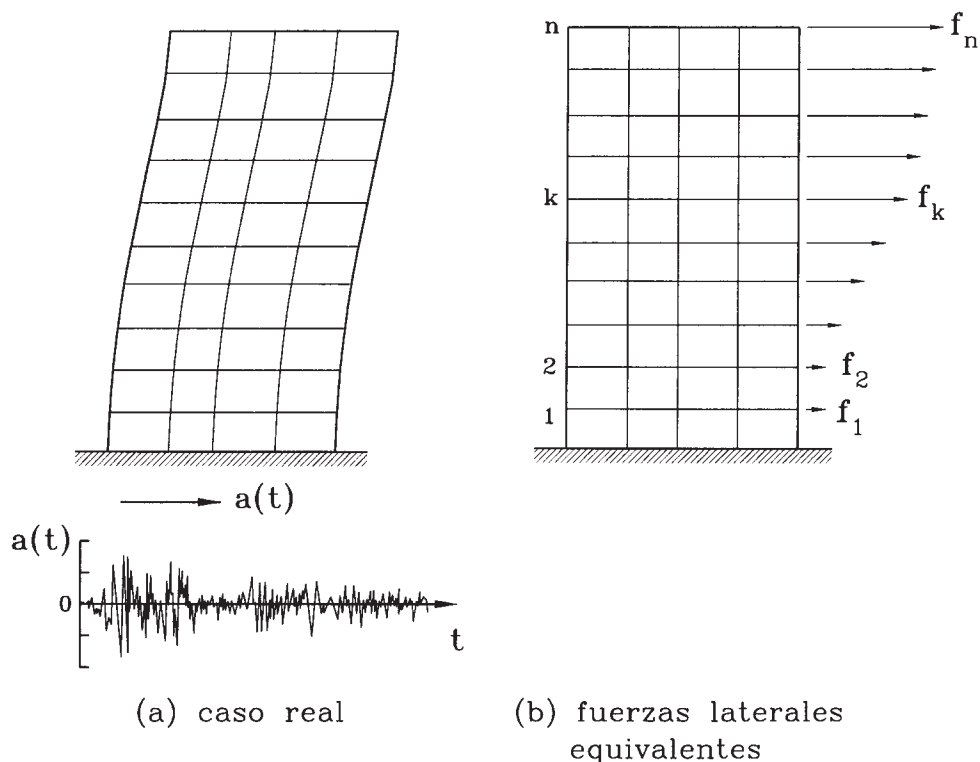 a(t)
a(t)
0
t
(a) caso real
n
f_n
k
f_k
2
f_2
1
f_1
(b) fuerzas laterales
equivalentes